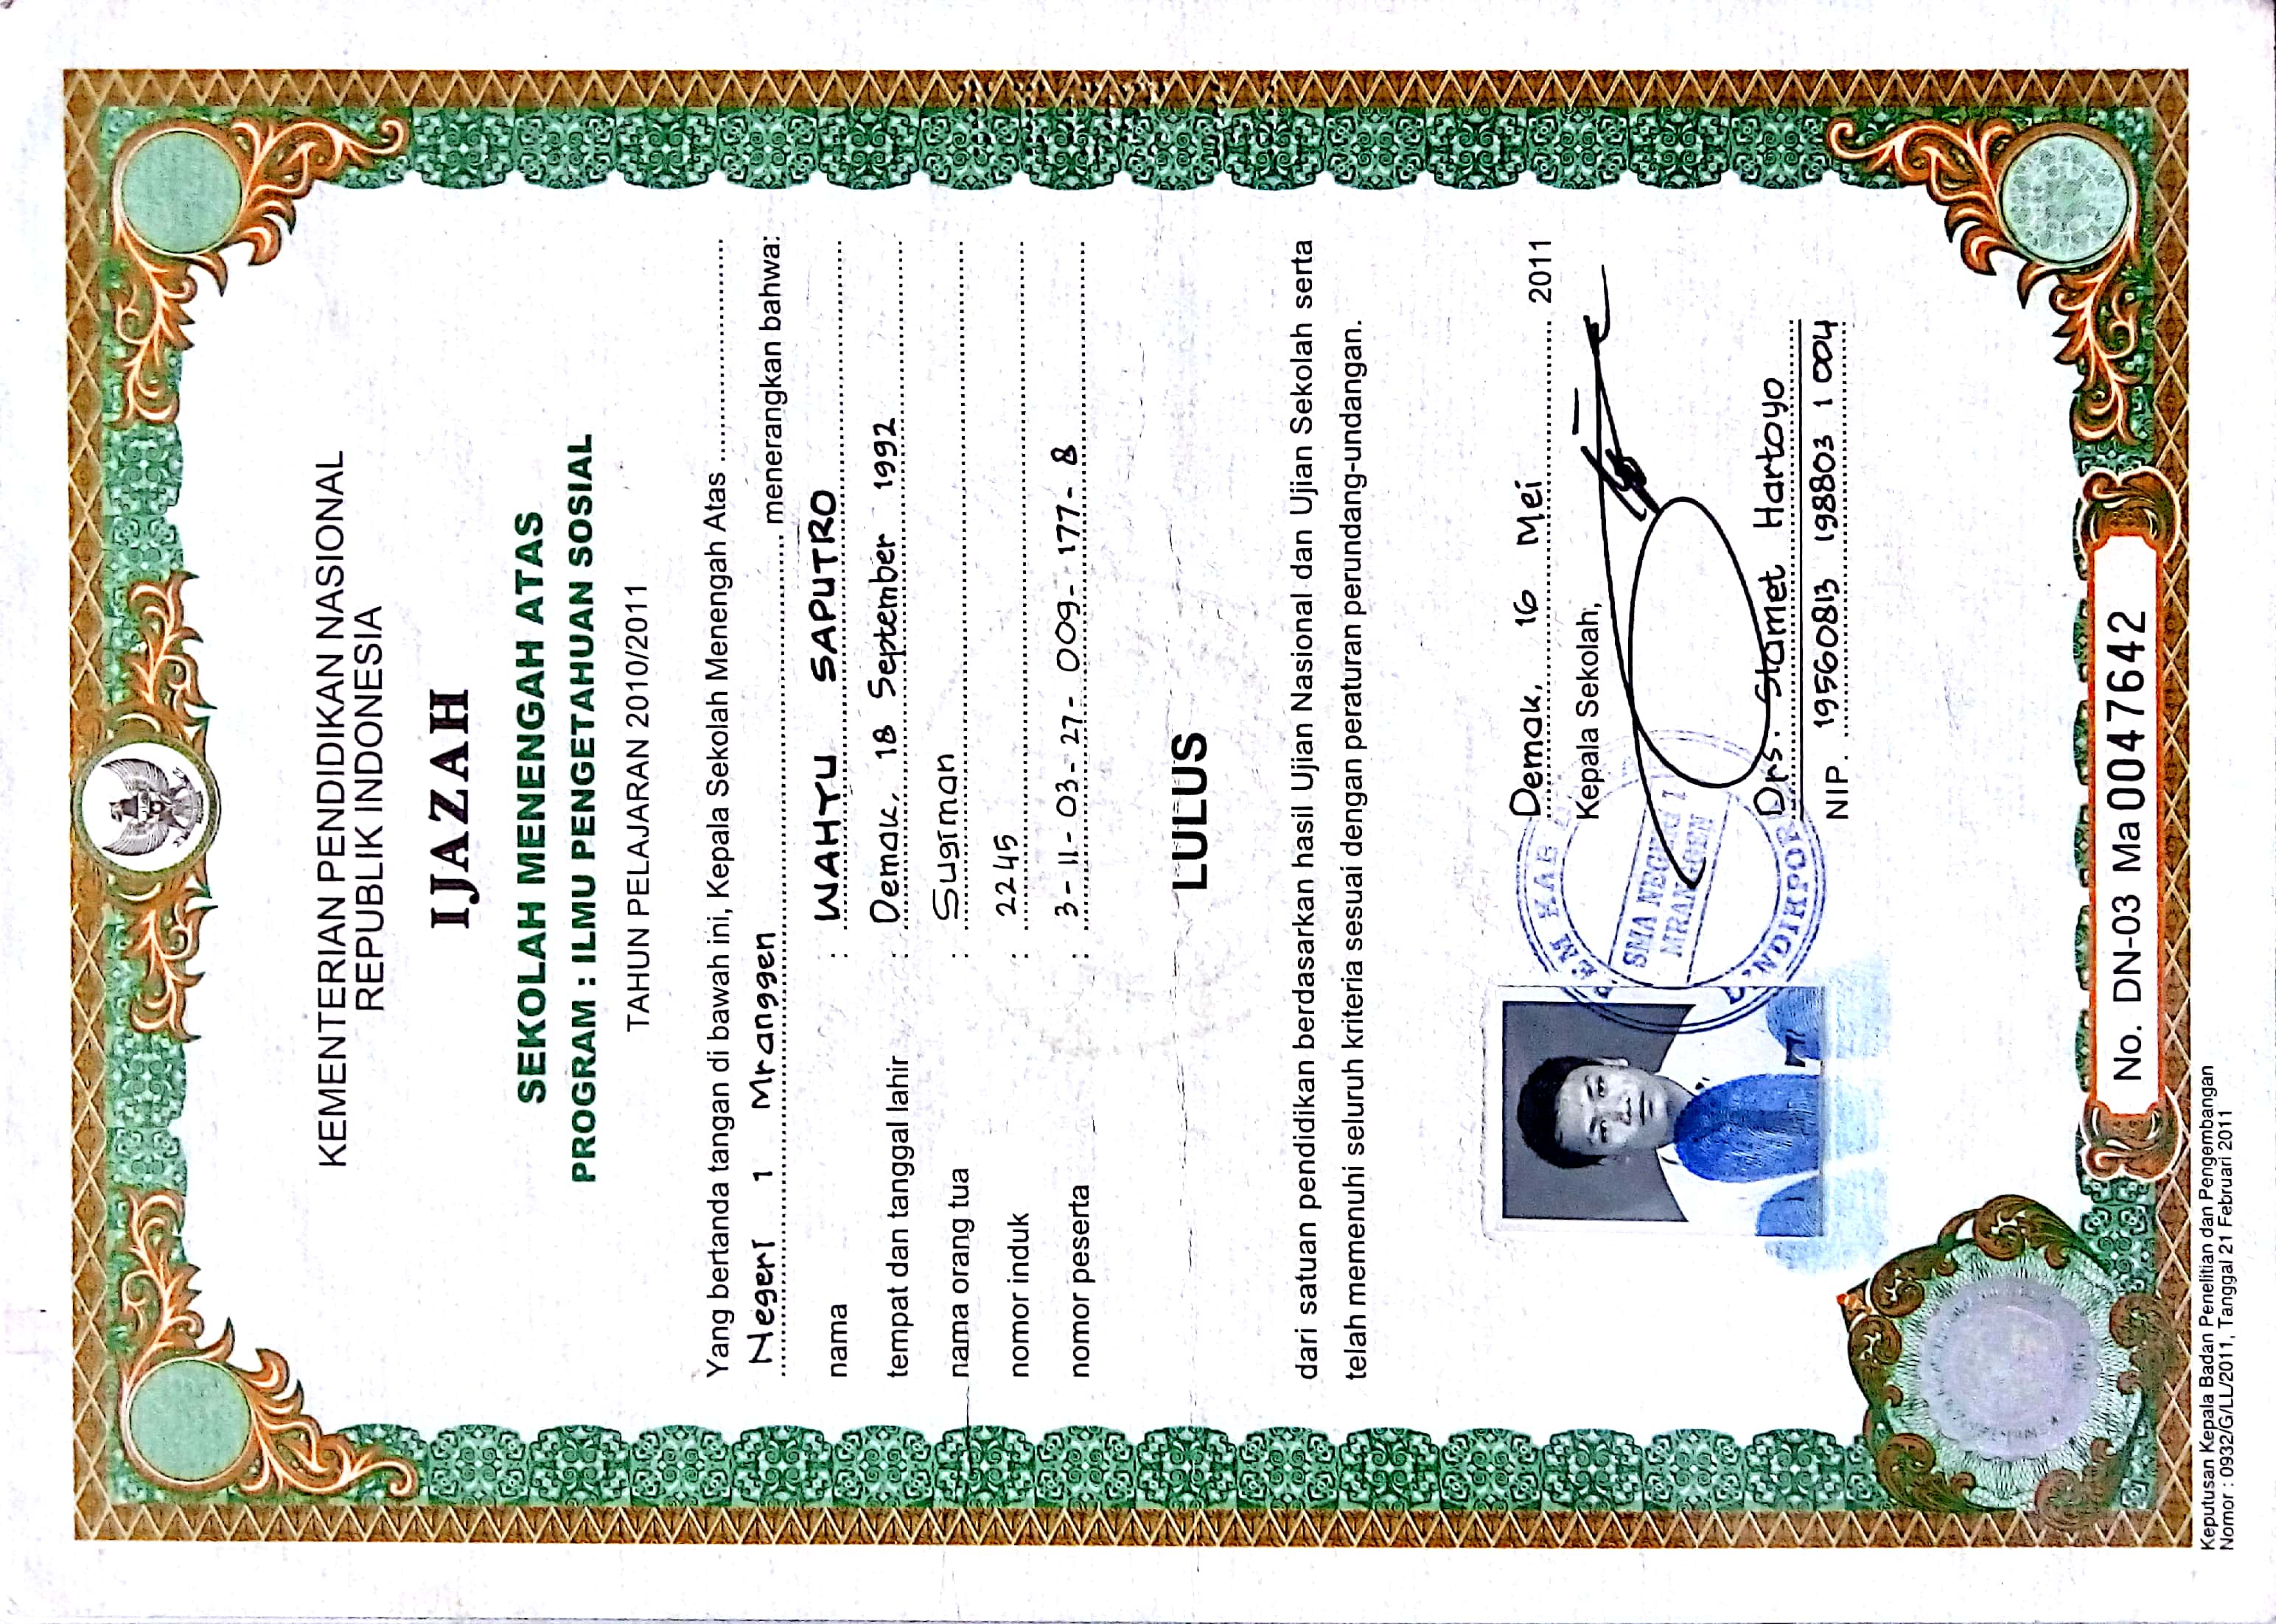 KEMENTERIAN PENDIDIKAN NASIONAL
REPUBLIK INDONESIA
IJAZAH
SEKOLAH MENENGAH ATAS
PROGRAM : ILMU PENGETAHUAN SOSIAL
TAHUN PELAJARAN 2010/2011
Yang bertanda tangan di bawah ini, Kepala Sekolah Menengah Atas
Negeri 1 Mranggen menerangkan bahwa:
nama : WAHYU SAPUTRO
tempat dan tanggal lahir : Demak, 18 September 1992
nama orang tua : Sugiman
nomor induk : 2245
nomor peserta : 3-11-03-27-009-177-8
LULUS
dari satuan pendidikan berdasarkan hasil Ujian Nasional dan Ujian Sekolah serta
telah memenuhi seluruh kriteria sesuai dengan peraturan perundang-undangan.
Demak, 16 Mei 2011
Kepala Sekolah,
SMA NEGERI 1
MRANGGEN
Drs. Slamet Hartoyo
NIP. 19560813 198803 1 004
No. DN-03 Ma 0047642
Keputusan Kepala Badan Penelitian dan Pengembangan
Nomor : 0932/G/LL/2011, Tanggal 21 Februari 2011